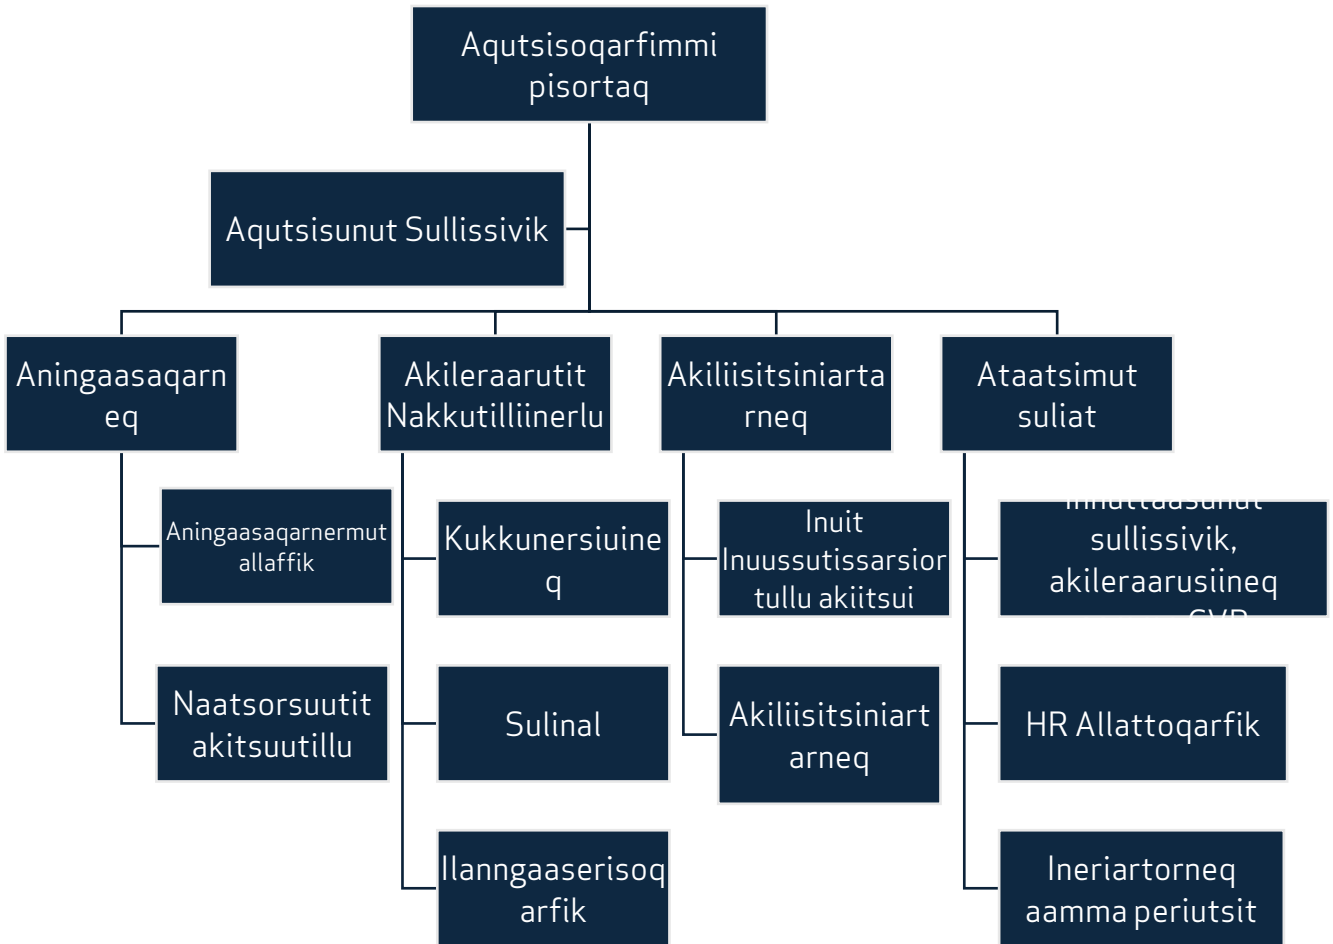 Aqutsisoqarfimmi
pisortaq
Aqutsisunut Sullissivik
Aningaasaqarn
eq
Akileraarutit
Nakkutilliinerlu
Akiliisitsiniarta
rneq
Ataatsimut
suliat
Aningaasaqarnermut
allaffik
Naatsorsuutit
akitsuutillu
Kukkunersiuine
q
Sulinal
Ilanngaaserisoq
arfik
Inuit
Inuussutissarsior
tullu akiitsui
Akiliisitsiniart
arneq
sullissivik,
akileraarusiineq
HR Allattoqarfik
Ineriartorneq
aamma periutsit